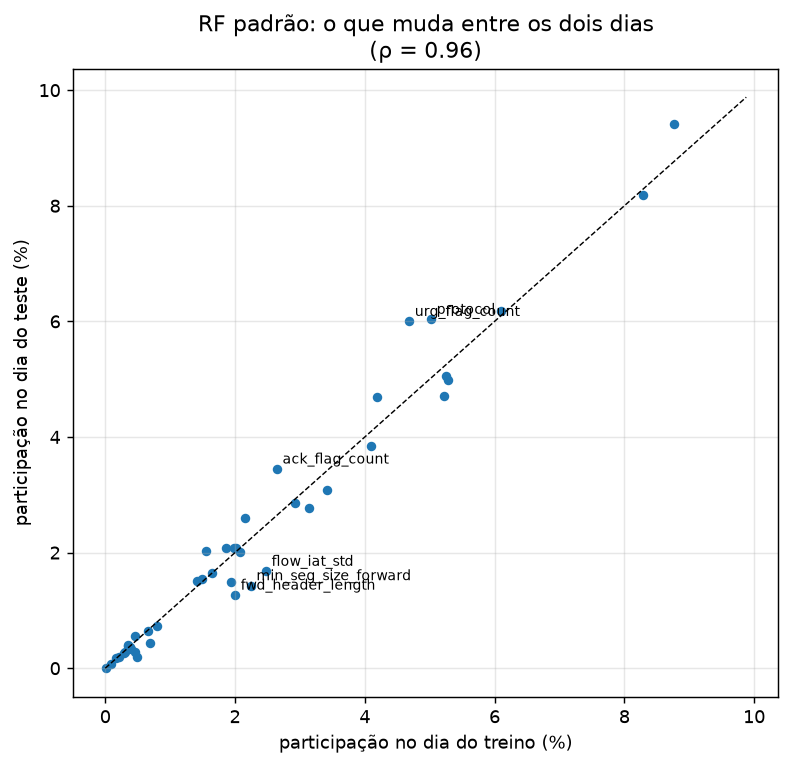 RF padrão: o que muda entre os dois dias
(ρ = 0.96)
participação no dia do teste (%)
10
8
6
4
2
0
protocol
urg_flag_count
ack_flag_count
flow_iat_std
min_seg_size_forward
fwd_header_length
0 2 4 6 8 10
participação no dia do treino (%)